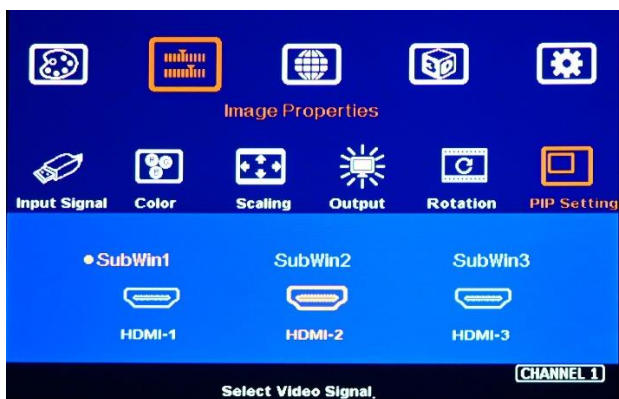 3D
Image Properties
Input Signal Color Scaling Output Rotation PIP Setting
SubWin1 SubWin2 SubWin3
HDMI-1 HDMI-2 HDMI-3
CHANNEL 1
Select Video Signal